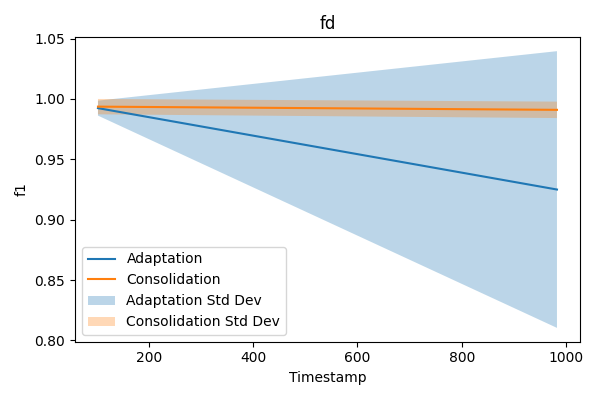 fd
1.05
1.00
0.95
0.90
0.85
0.80
f1
Adaptation
Consolidation
Adaptation Std Dev
Consolidation Std Dev
200
400
600
800
1000
Timestamp